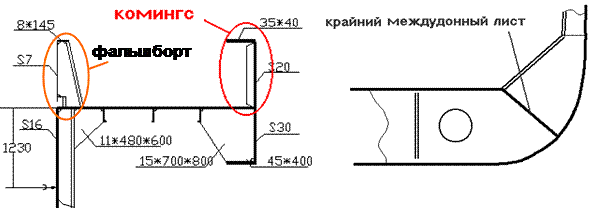 комингс
35*40
8*145
фальшборт
S7
S20
S16
S30
11*480*600
1230
15*700*800
45*400
крайний междудонный лист